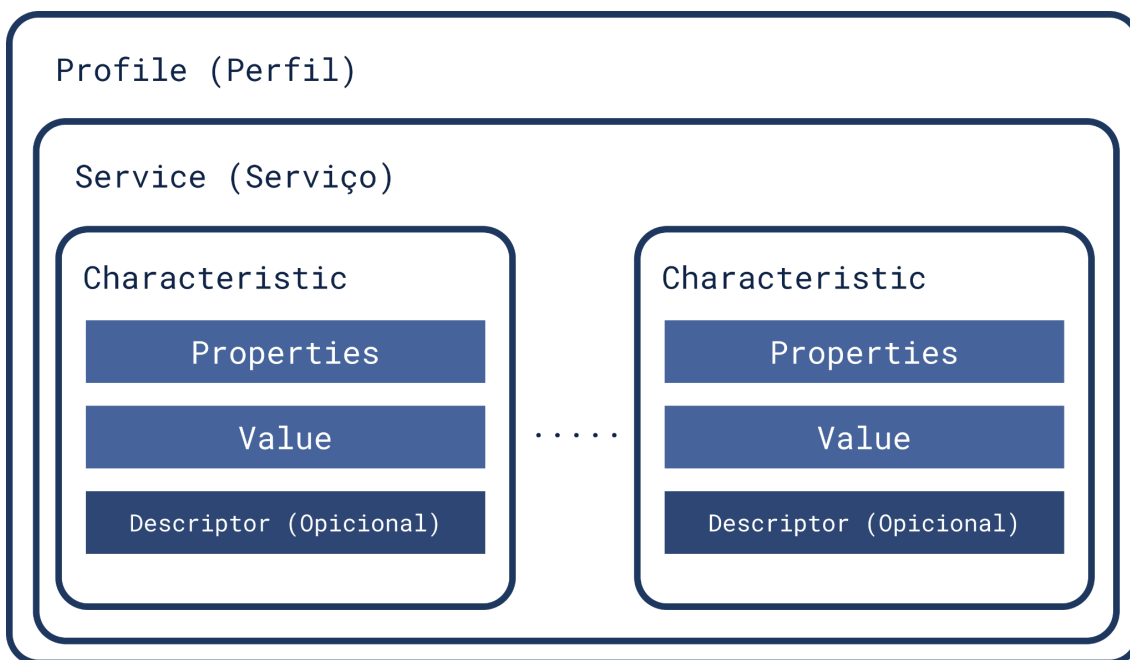 Profile (Perfil)
Service (Serviço)
Characteristic
Properties
Value
Descriptor (Opicional)
.....
Characteristic
Properties
Value
Descriptor (Opicional)